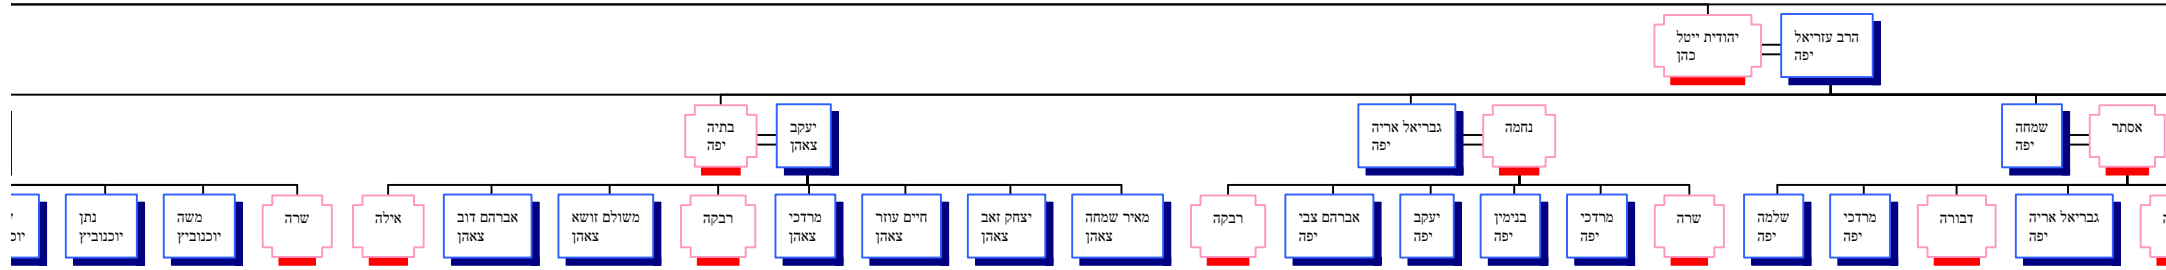 הרב עזריאל
יפה
יהודית ייטל
כהן
אסתר
שמחה
יפה
נחמה
גבריאל אריה
יפה
יעקב
צאהן
בתיה
יפה
גבריאל אריה
יפה
דבורה
מרדכי
יפה
שלמה
יפה
שרה
מרדכי
יפה
בנימין
יפה
יעקב
יפה
אברהם צבי
יפה
רבקה
מאיר שמחה
צאהן
יצחק זאב
צאהן
חיים עוזר
צאהן
מרדכי
צאהן
רבקה
משולם זושא
צאהן
אברהם דוב
צאהן
אילה
שרה
משה
יוכנוביץ
נתן
יוכנוביץ